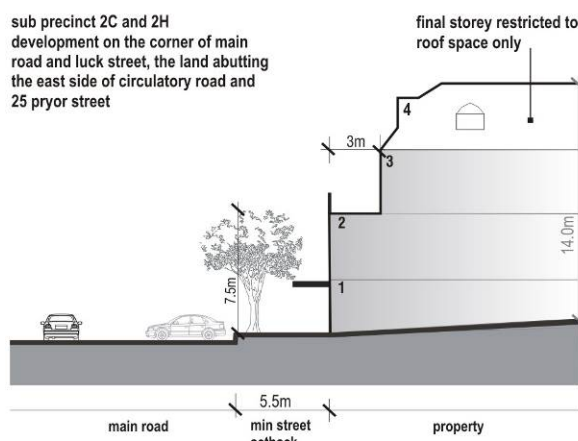 sub precinct 2C and 2H
development on the corner of main
road and luck street, the land abutting
the east side of circulatory road and
25 pryor street
final storey restricted to
roof space only
4
3m
3
2
7.5m
14.0m
1
5.5m
main road
min street
property
setback